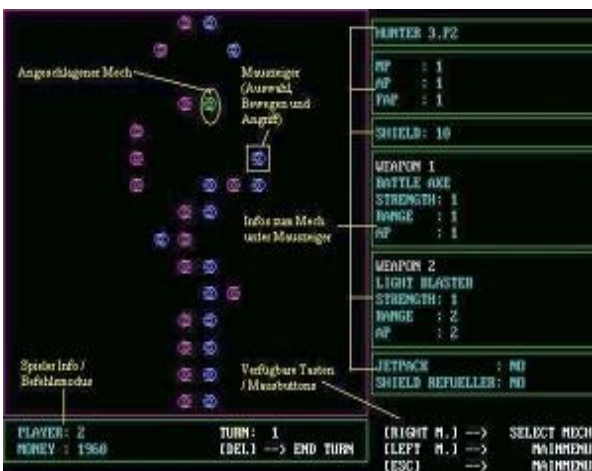 HUNTER 3.P2
Angeschlagener Mech
Mauszeiger
(Auswahl,
Bewegen und
Angriff)
MP : 1
AP : 1
FAP : 1
SHIELD: 10
WEAPON 1
BATTLE AXE
STRENGTH: 1
RANGE : 1
AP : 1
Infos zum Mech
unter Mauszeiger
WEAPON 2
LIGHT BLASTER
STRENGTH: 1
RANGE : 2
AP : 2
Spieler Info /
Befehlsmodus
Verfügbare Tasten
/ Mausbuttons
JETPACK : NO
SHIELD REFUELLER: NO
PLAYER: 2
MONEY : 1960
TURN: 1
[DEL] --> END TURN
[RIGHT M.] --> SELECT MECH
[LEFT M.] --> MAINMENU
[ESC] --> MAINMENU